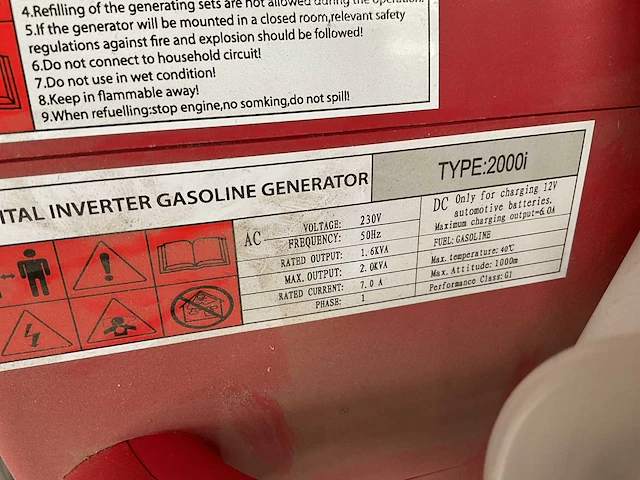 4.Refilling of the generating sets are not allowed during the operation,
5.If the generator will be mounted in a closed room,relevant safety
regulations against fire and explosion should be followed!
6.Do not connect to household circuit!
7.Do not use in wet condition!
8.Keep in flammable away!
9.When refuelling:stop engine,no somking,do not spill!
ITAL INVERTER GASOLINE GENERATOR
TYPE:2000i
AC
VOLTAGE: 230V
FREQUENCY: 50Hz
RATED OUTPUT: 1.6KVA
MAX. OUTPUT: 2.0KVA
RATED CURRENT: 7.0 A
PHASE: 1
DC Only for charging 12V
automotive batteries.
Maximum charging output=6.0A
FUEL: GASOLINE
Max. temperature: 40℃
Max. Attitude: 1000m
Performance Class: G1